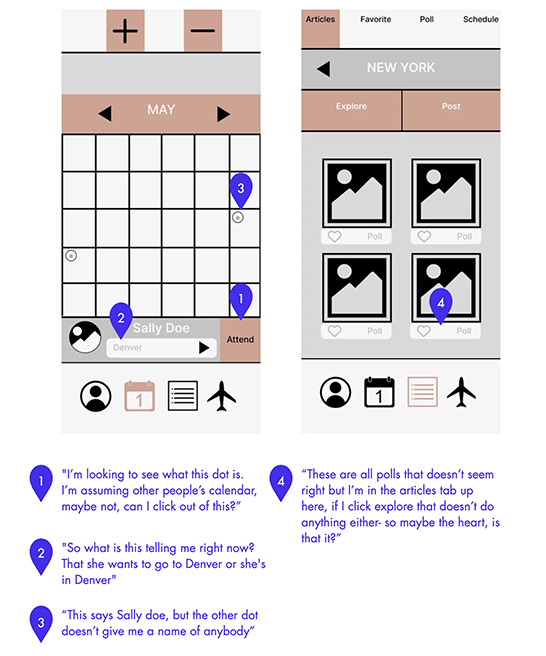 Articles Favorite Poll Schedule
MAY
NEW YORK
Explore Post
3
Poll Poll
1
2
4
Sally Doe
Attend
Denver
Poll Poll
1
1
1
"I'm looking to see what this dot is.
I'm assuming other people's calendar,
maybe not, can I click out of this?”
2
"So what is this telling me right now?
That she wants to go to Denver or she's
in Denver"
3
“This says Sally doe, but the other dot
doesn't give me a name of anybody”
4
“These are all polls that doesn't seem
right but I'm in the articles tab up
here, if I click explore that doesn't do
anything either- so maybe the heart, is
that it?”